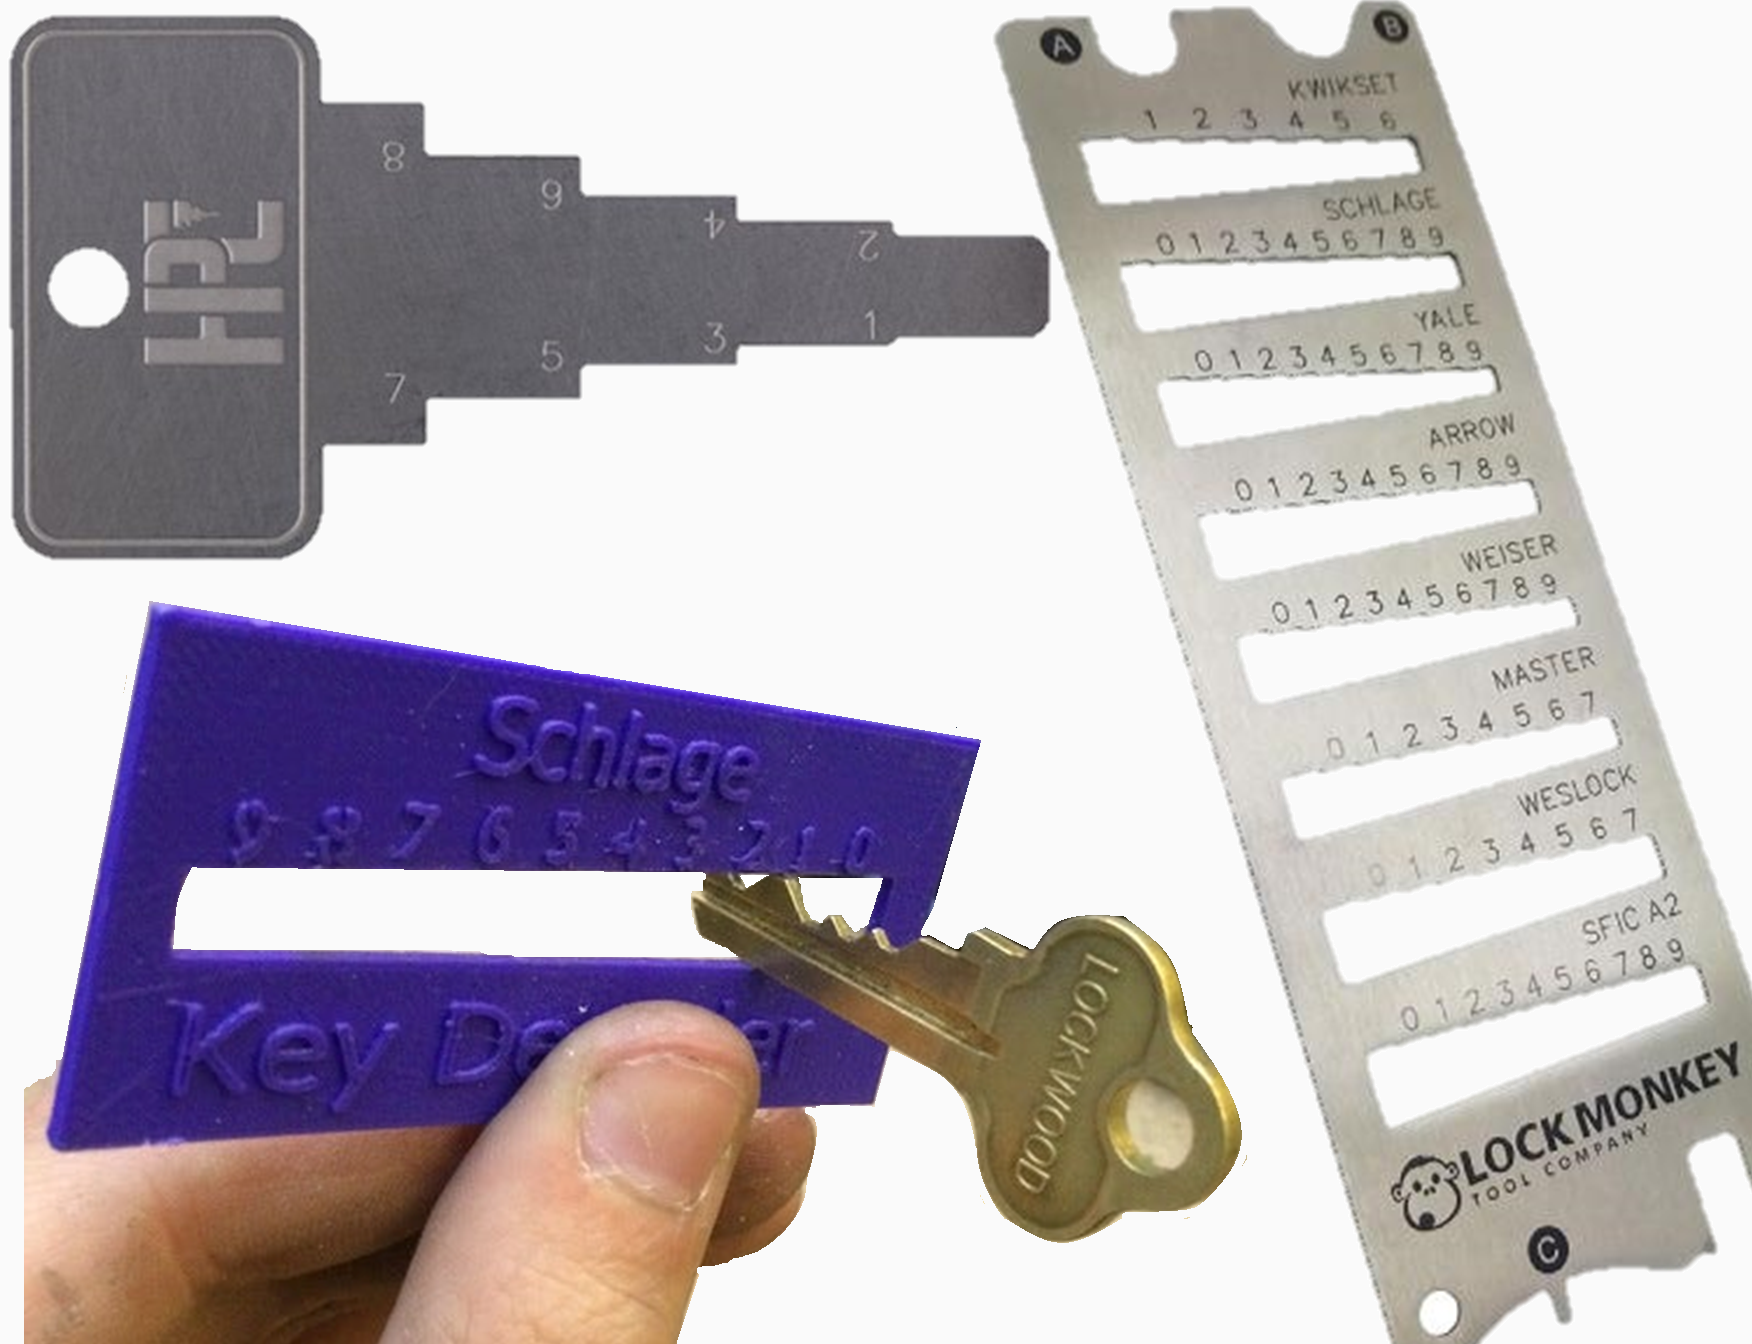 HPC
8
6
4
2
7
5
3
1
A
B
KWIKSET
1 2 3 4 5 6
SCHLAGE
0 1 2 3 4 5 6 7 8 9
YALE
0 1 2 3 4 5 6 7 8 9
ARROW
0 1 2 3 4 5 6 7 8 9
WEISER
0 1 2 3 4 5 6 7 8 9
MASTER
0 1 2 3 4 5 6 7
WESLOCK
0 1 2 3 4 5 6 7
SFIC A2
0 1 2 3 4 5 6 7 8 9
LOCK MONKEY
TOOL COMPANY
C
Schlage
9 8 7 6 5 4 3 2 1 0
Key
LOCKWOOD